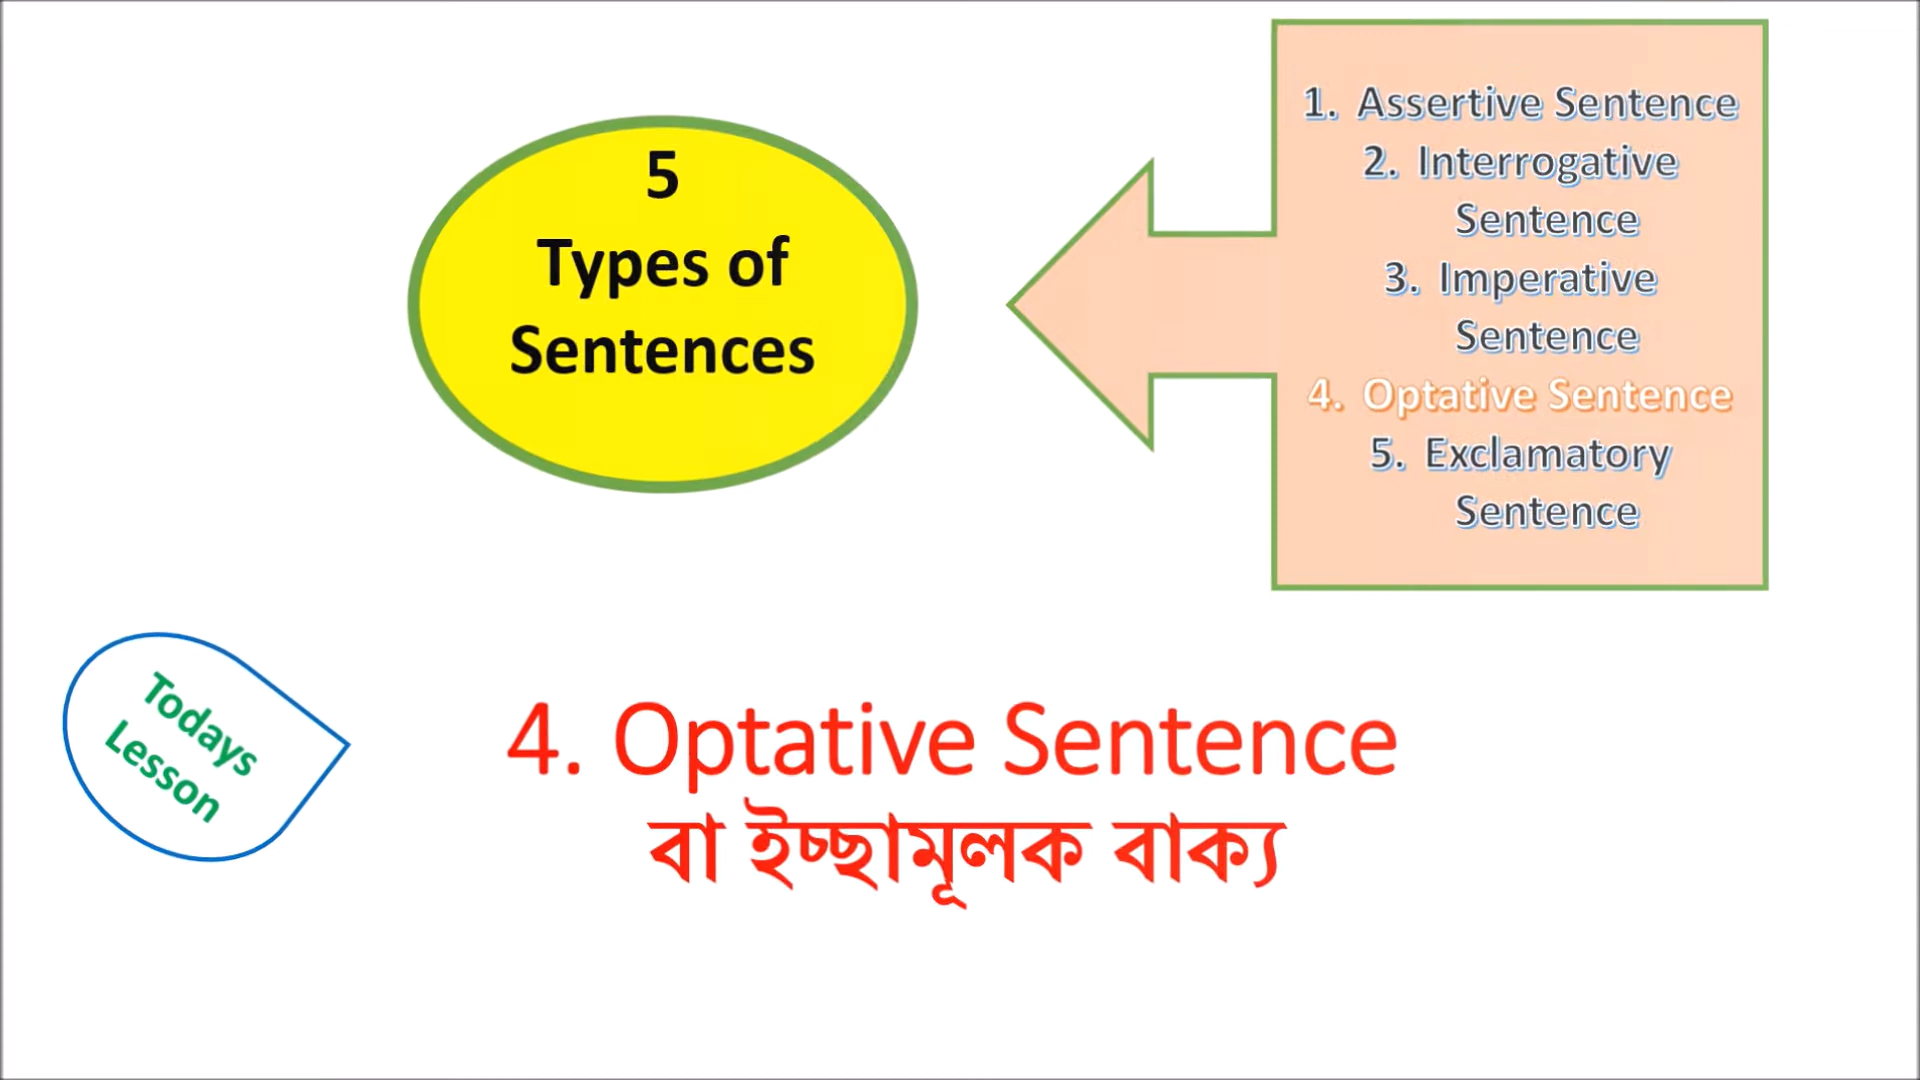 5
Types of
Sentences
1. Assertive Sentence
2. Interrogative
Sentence
3. Imperative
Sentence
4. Optative Sentence
5. Exclamatory
Sentence
Todays
Lesson
4. Optative Sentence
বা ইচ্ছামূলক বাক্য